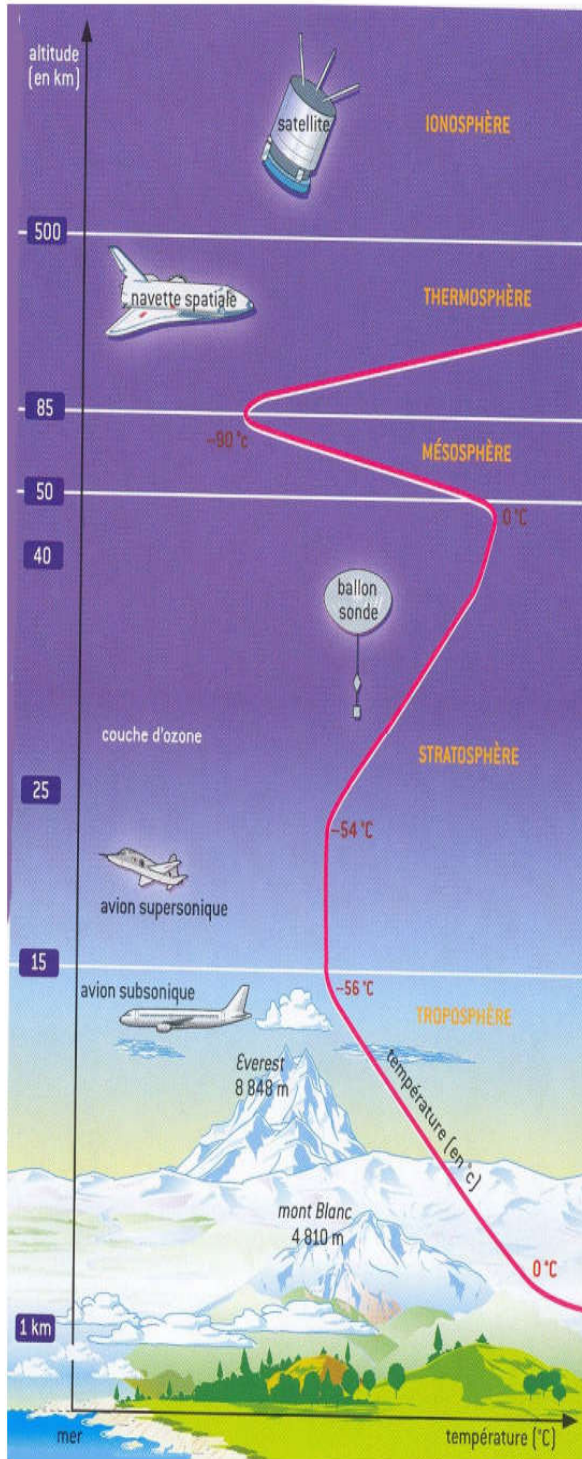 altitude
(en km)
satellite
IONOSPHÈRE
500
navette spatiale
THERMOSPHÈRE
85
–90 °c
MÉSOSPHÈRE
50
0 °C
40
ballon
sonde
couche d'ozone
STRATOSPHÈRE
25
–54 °C
avion supersonique
15
–56 °C
avion subsonique
TROPOSPHÈRE
Everest
8 848 m
température (en °c)
mont Blanc
4 810 m
0 °C
1 km
mer
température (°C)